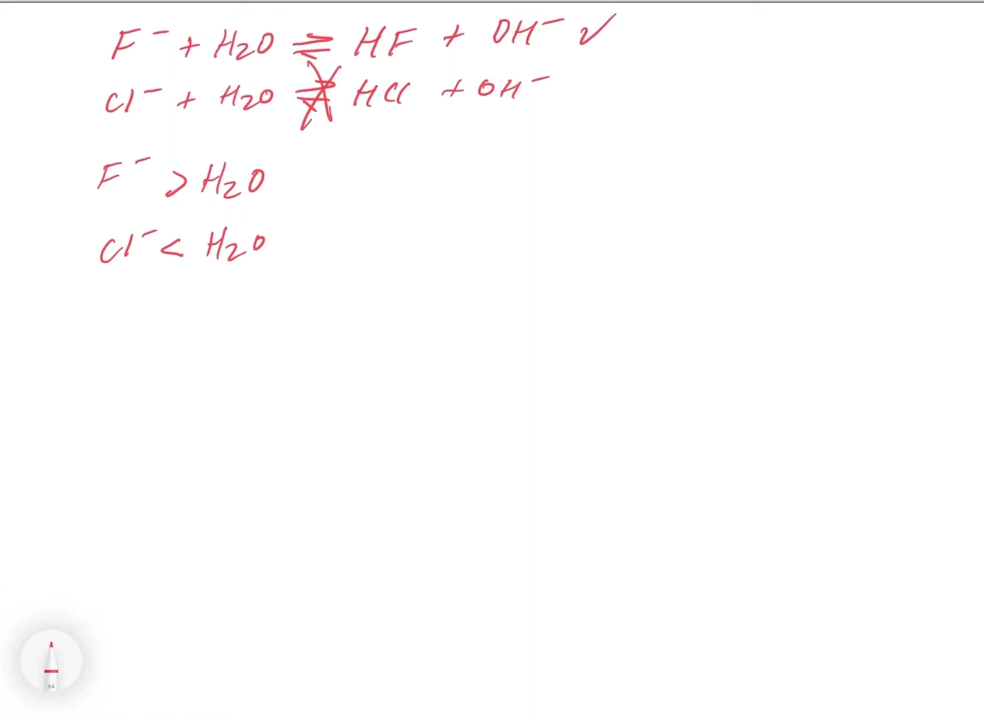 F⁻ + H₂O ⇌ HF + OH⁻ ✓
Cl⁻ + H₂O ⇌ HCl + OH⁻
F⁻ > H₂O
Cl⁻ < H₂O